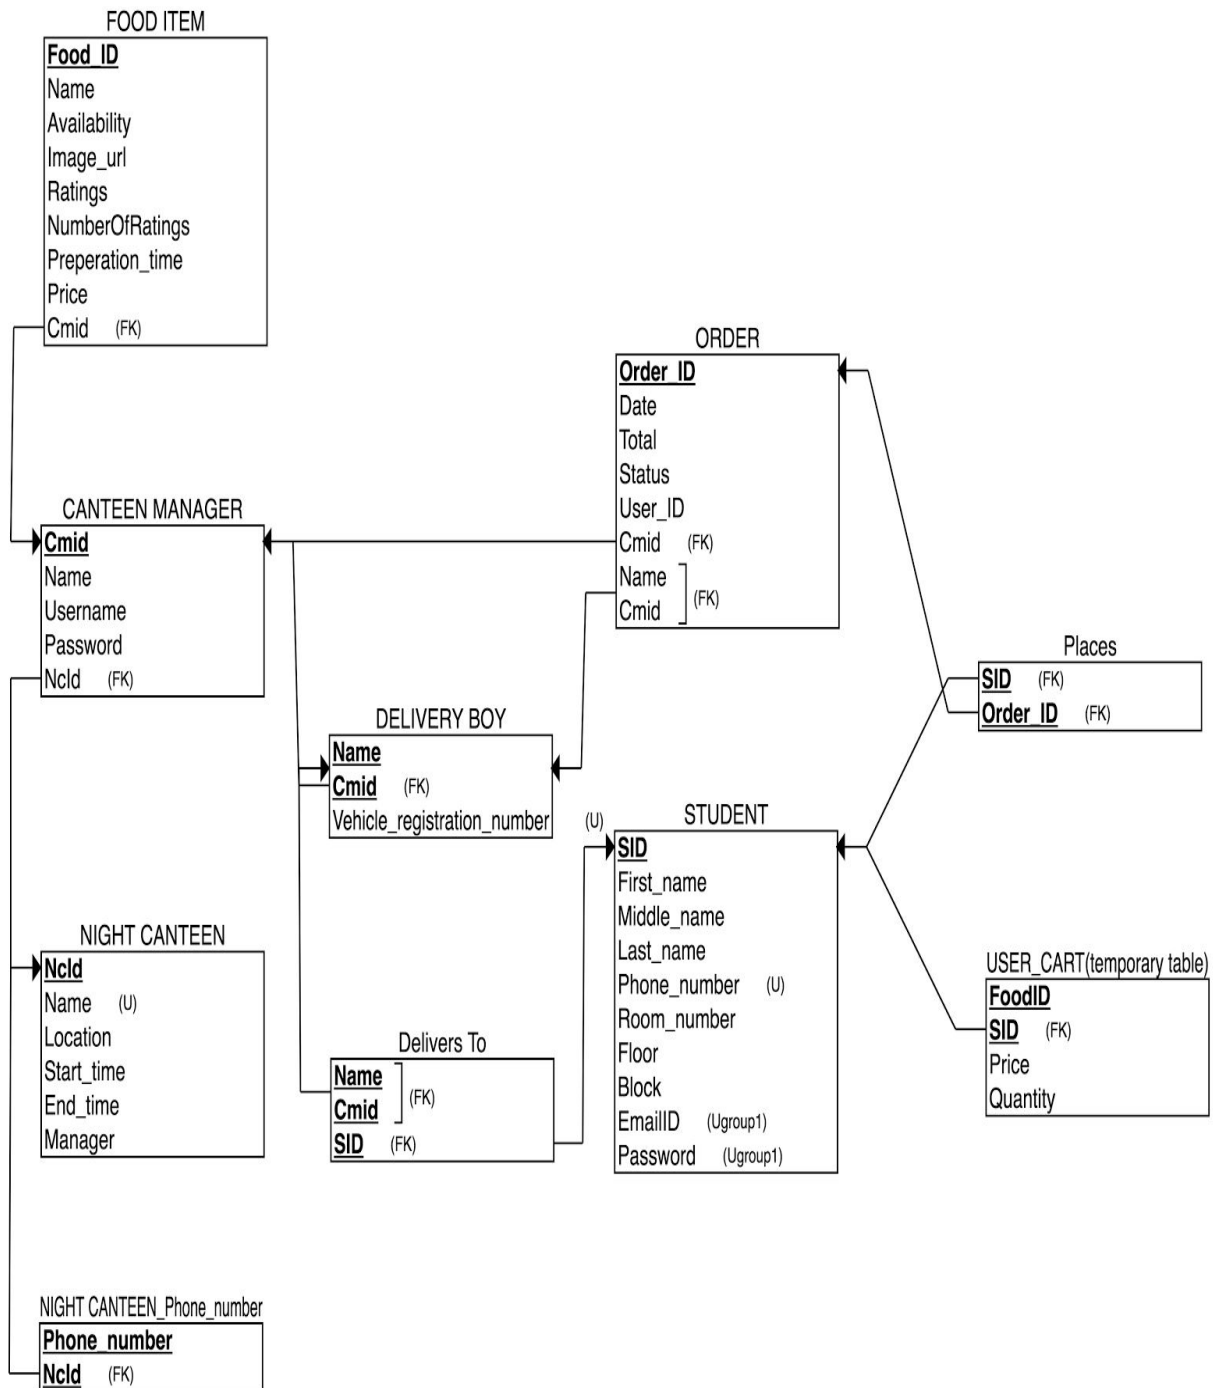 FOOD ITEM
Food_ID
Name
Availability
Image_url
Ratings
NumberOfRatings
Preperation_time
Price
Cmid (FK)
ORDER
Order_ID
Date
Total
Status
User_ID
Cmid (FK)
Name
Cmid
(FK)
CANTEEN MANAGER
Cmid
Name
Username
Password
NcId (FK)
Places
SID (FK)
Order_ID (FK)
DELIVERY BOY
Name
Cmid (FK)
Vehicle_registration_number
(U)
STUDENT
SID
First_name
Middle_name
Last_name
Phone_number (U)
Room_number
Floor
Block
EmailID (Ugroup1)
Password (Ugroup1)
NIGHT CANTEEN
NcId
Name (U)
Location
Start_time
End_time
Manager
USER_CART(temporary table)
FoodID
SID (FK)
Price
Quantity
Delivers To
Name
Cmid
(FK)
SID (FK)
NIGHT CANTEEN_Phone_number
Phone_number
NcId (FK)